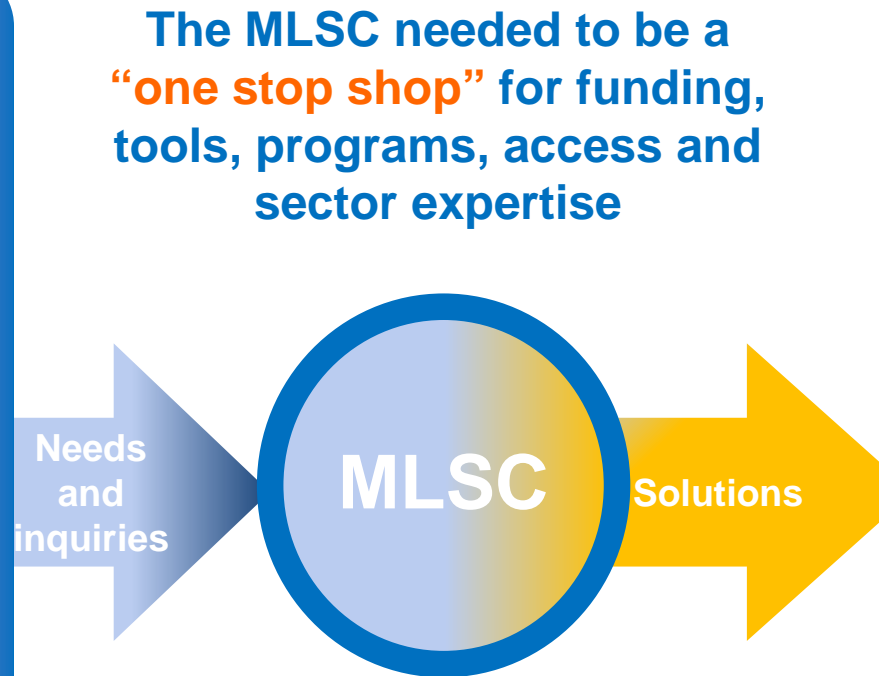 The MLSC needed to be a
“one stop shop” for funding,
tools, programs, access and
sector expertise
Needs
and
inquiries
MLSC
Solutions